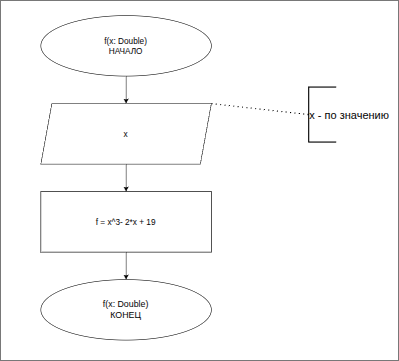 f(x: Double)
НАЧАЛО
x
x - по значению
f = x^3- 2*x + 19
f(x: Double)
КОНЕЦ